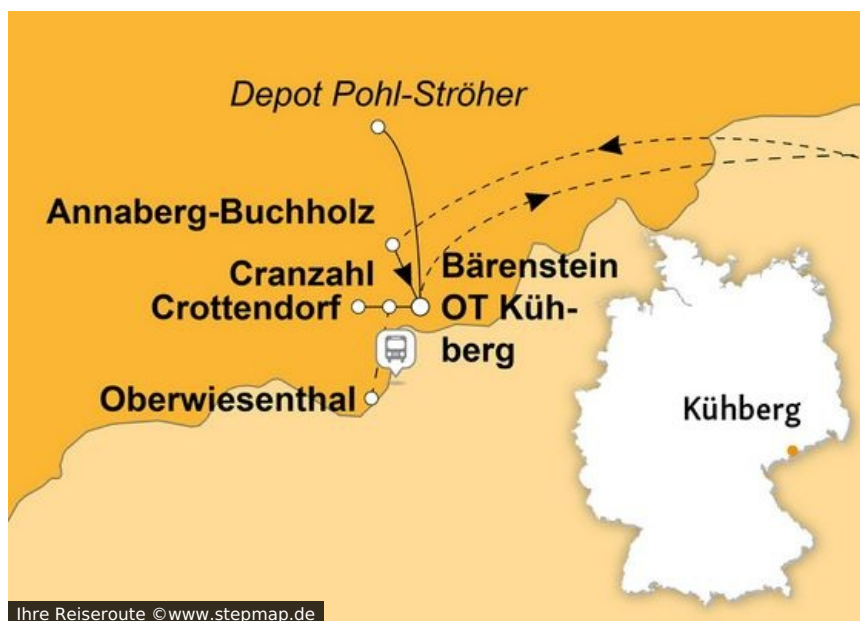 Depot Pohl-Ströher
Annaberg-Buchholz
Cranzahl
Crottendorf
Bärenstein
OT Küh-
berg
Oberwiesenthal
Kühberg
Ihre Reiseroute ©www.stepmap.de